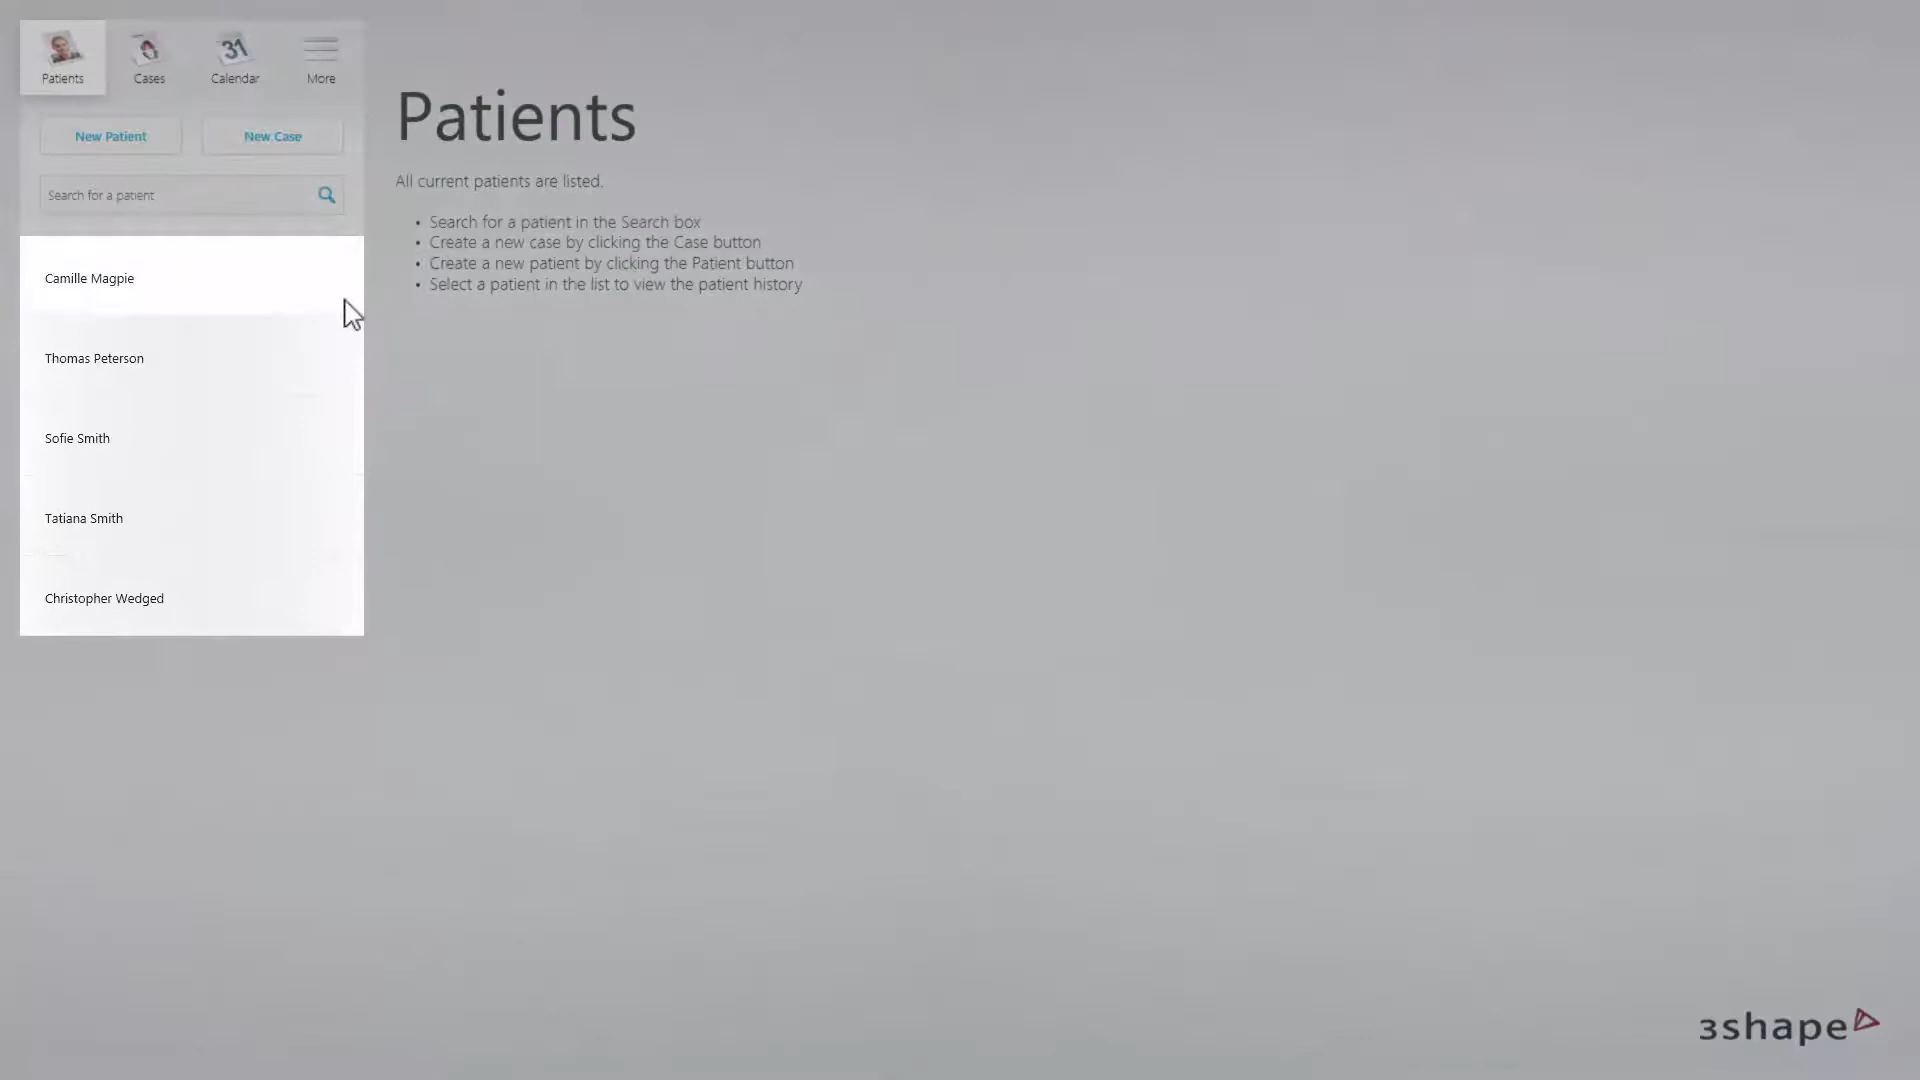 Patients
Cases
31
Calendar
More
New Patient
New Case
Search for a patient
Camille Magpie
Thomas Peterson
Sofie Smith
Tatiana Smith
Christopher Wedged
Patients
All current patients are listed.
• Search for a patient in the Search box
• Create a new case by clicking the Case button
• Create a new patient by clicking the Patient button
• Select a patient in the list to view the patient history
3shape